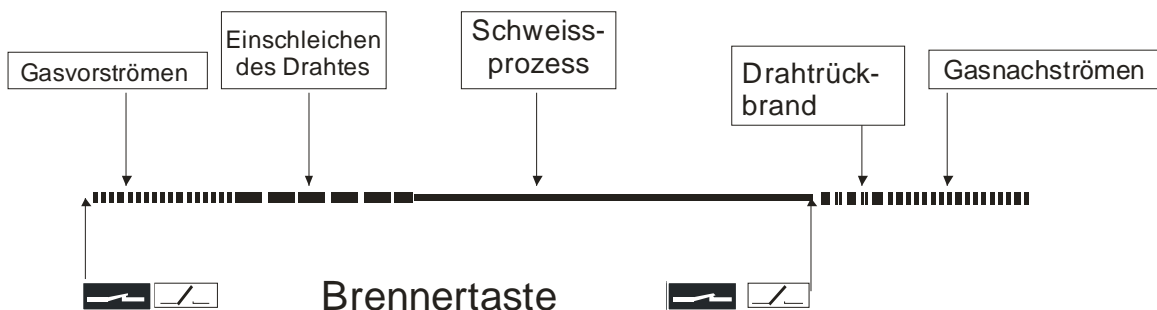 Gasvorströmen
Einschleichen
des Drahtes
Schweiss-
prozess
Drahtrück-
brand
Gasnachströmen
Brennertaste